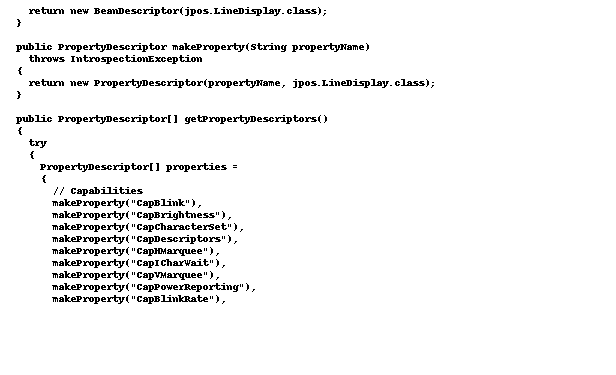 return new BeanDescriptor(jpos.LineDisplay.class);
}
public PropertyDescriptor makeProperty(String propertyName)
throws IntrospectionException
{
return new PropertyDescriptor(propertyName, jpos.LineDisplay.class);
}
public PropertyDescriptor[] getPropertyDescriptors()
{
try
{
PropertyDescriptor[] properties =
{
// Capabilities
makeProperty("CapBlink"),
makeProperty("CapBrightness"),
makeProperty("CapCharacterSet"),
makeProperty("CapDescriptors"),
makeProperty("CapHMarquee"),
makeProperty("CapICharWait"),
makeProperty("CapVMarquee"),
makeProperty("CapPowerReporting"),
makeProperty("CapBlinkRate"),